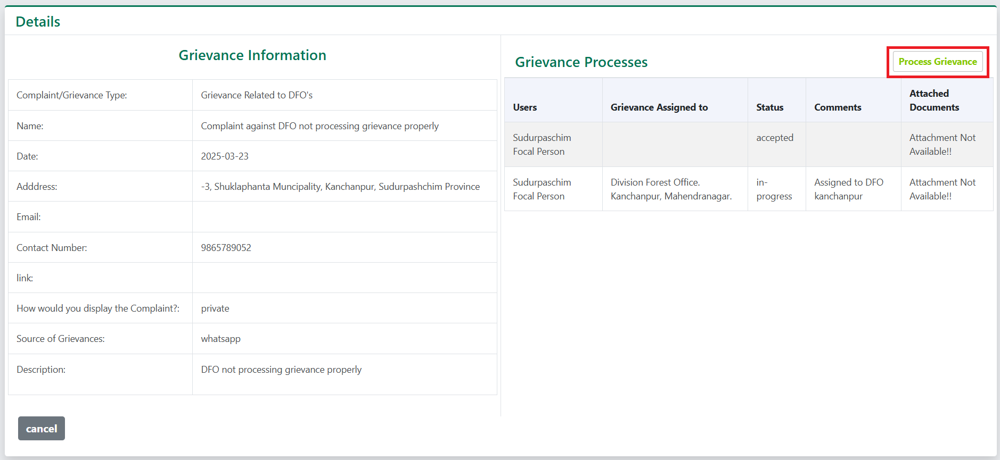 Details
Grievance Information
Complaint/Grievance Type: Grievance Related to DFO's
Name: Complaint against DFO not processing grievance properly
Date: 2025-03-23
Adddress: -3, Shuklaphanta Muncipality, Kanchanpur, Sudurpashchim Province
Email:
Contact Number: 9865789052
link:
How would you display the Complaint?: private
Source of Grievances: whatsapp
Description: DFO not processing grievance properly
cancel
Grievance Processes
Process Grievance
Users Grievance Assigned to Status Comments Attached
Documents
Sudurpaschim accepted Attachment Not
Focal Person Available!!
Sudurpaschim Division Forest Office. in- Assigned to DFO Attachment Not
Focal Person Kanchanpur, Mahendranagar. progress kanchanpur Available!!